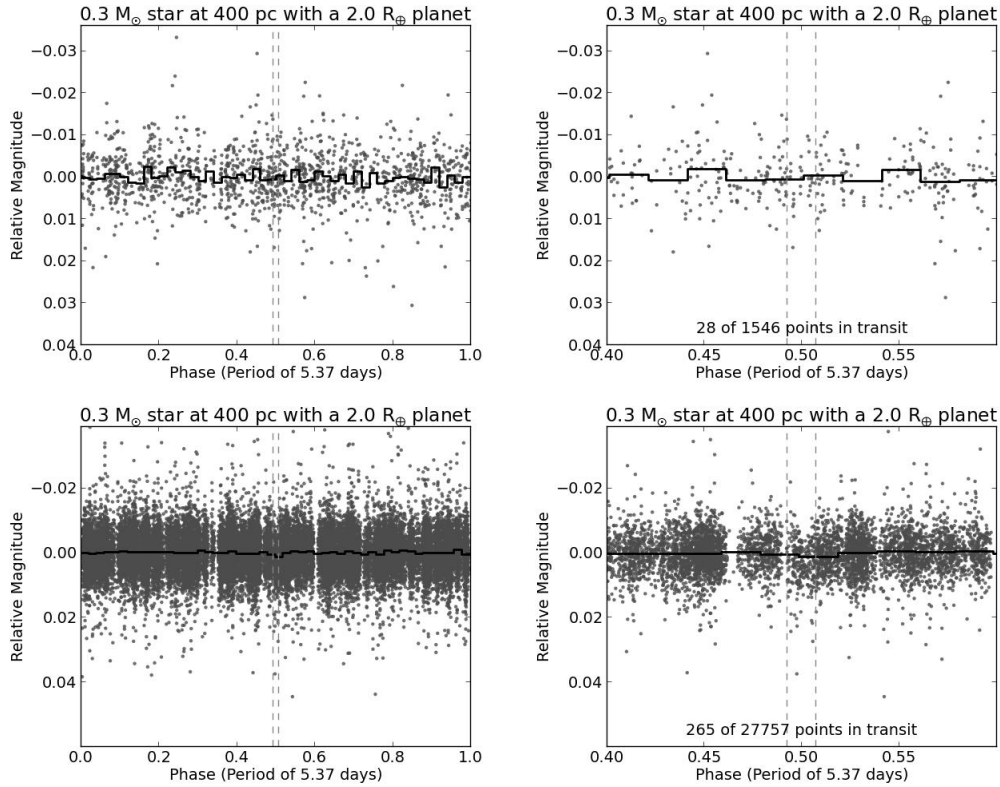 0.3 M☉ star at 400 pc with a 2.0 R⊕ planet
−0.03
−0.02
−0.01
0.00
0.01
0.02
0.03
0.04
Relative Magnitude
0.0 0.2 0.4 0.6 0.8 1.0
Phase (Period of 5.37 days)
0.3 M☉ star at 400 pc with a 2.0 R⊕ planet
−0.03
−0.02
−0.01
0.00
0.01
0.02
0.03
0.04
Relative Magnitude
28 of 1546 points in transit
0.40 0.45 0.50 0.55
Phase (Period of 5.37 days)
0.3 M☉ star at 400 pc with a 2.0 R⊕ planet
−0.02
0.00
0.02
0.04
Relative Magnitude
0.0 0.2 0.4 0.6 0.8 1.0
Phase (Period of 5.37 days)
0.3 M☉ star at 400 pc with a 2.0 R⊕ planet
−0.02
0.00
0.02
0.04
Relative Magnitude
265 of 27757 points in transit
0.40 0.45 0.50 0.55
Phase (Period of 5.37 days)